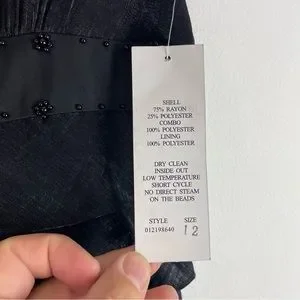 SHELL
75% RAYON
25% POLYESTER
COMBO
100% POLYESTER
LINING
100% POLYESTER
DRY CLEAN
INSIDE OUT
LOW TEMPERATURE
SHORT CYCLE
NO DIRECT STEAM
ON THE BEADS
STYLE SIZE
012198640 12